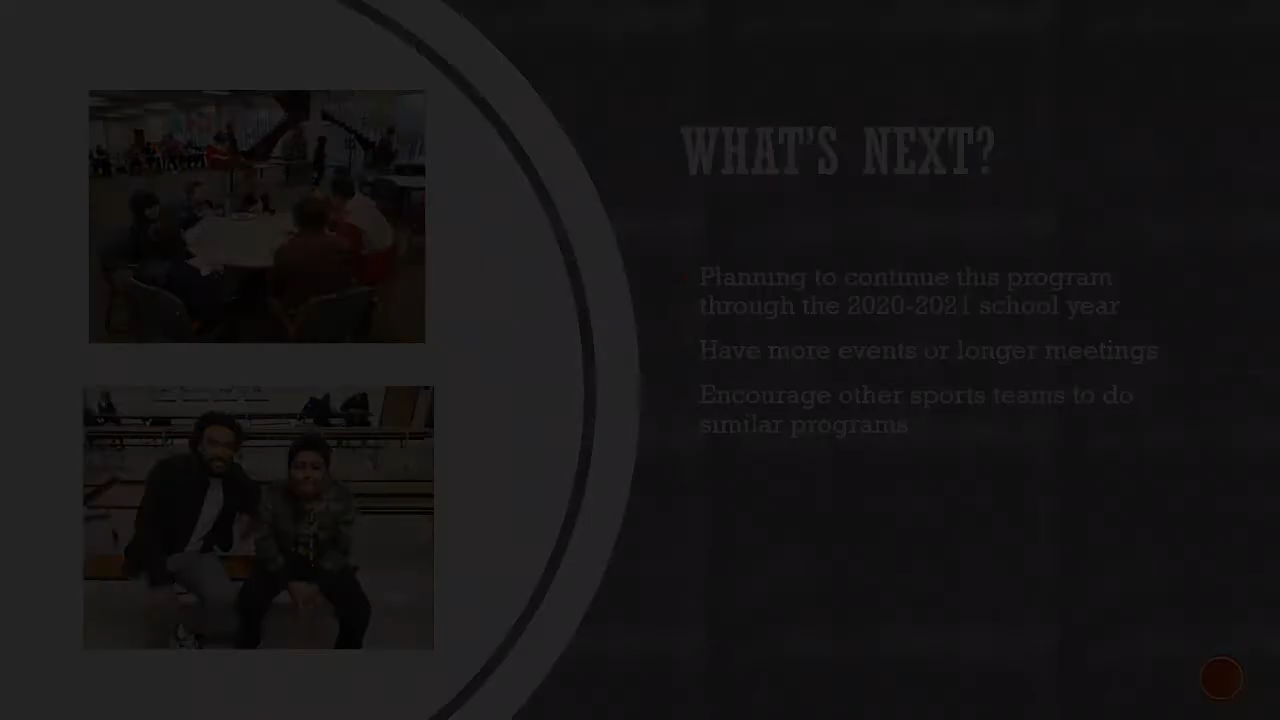 WHAT'S NEXT?
Planning to continue this program
through the 2020-2021 school year
Have more events or longer meetings
Encourage other sports teams to do
similar programs